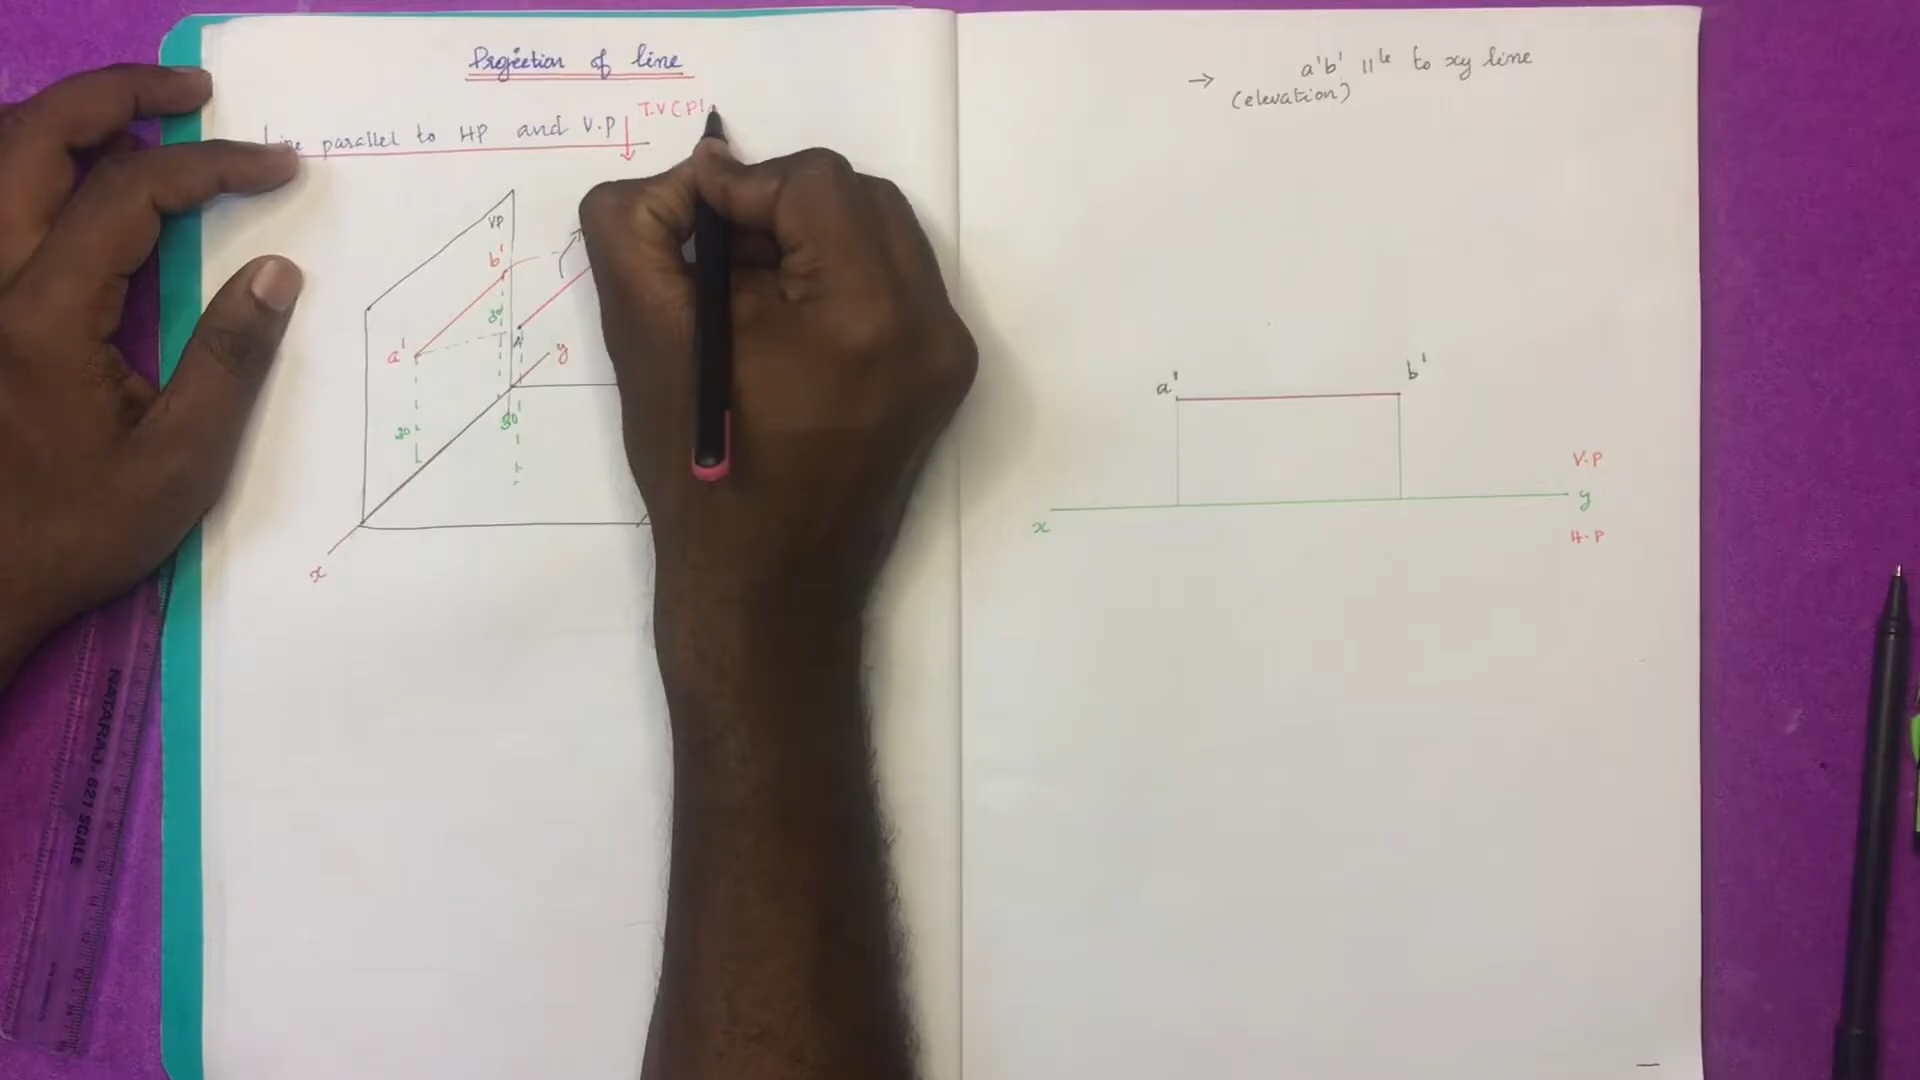 Projection of line
T.V (Pl
Line parallel to HP and V.P
VP
b'
30
a'
A
y
30
30
x
→ a'b' ||le to xy line
(elevation)
a' b'
V.P
x y
H.P
NATARAJ. 621 SCALE